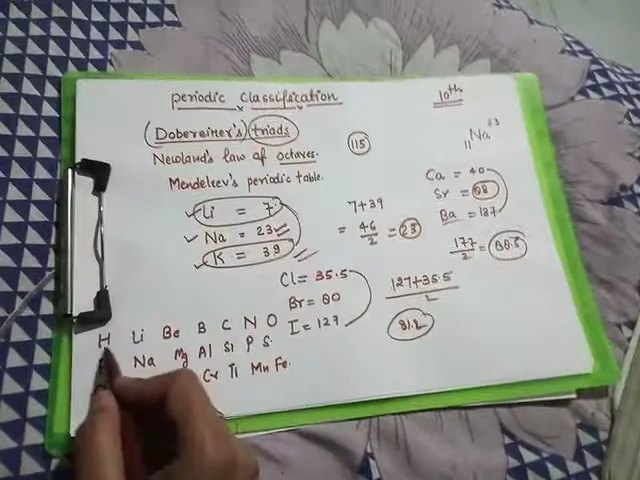 periodic Classification
10th
(Dobereiner's) triads
Newland's law of octaves.
115
11Na23
Mendeleev's periodic table.
Li = 7
Na = 23
K = 39
7+39
= 46/2 = 23
Ca = 40
Sr = 88
Ba = 137
177/2 = 88.5
Cl = 35.5
Br = 80
I = 127
127+35.5/2
81.2
H Li Be B C N O
Na Mg Al Si P S.
Cr Ti Mn Fe.